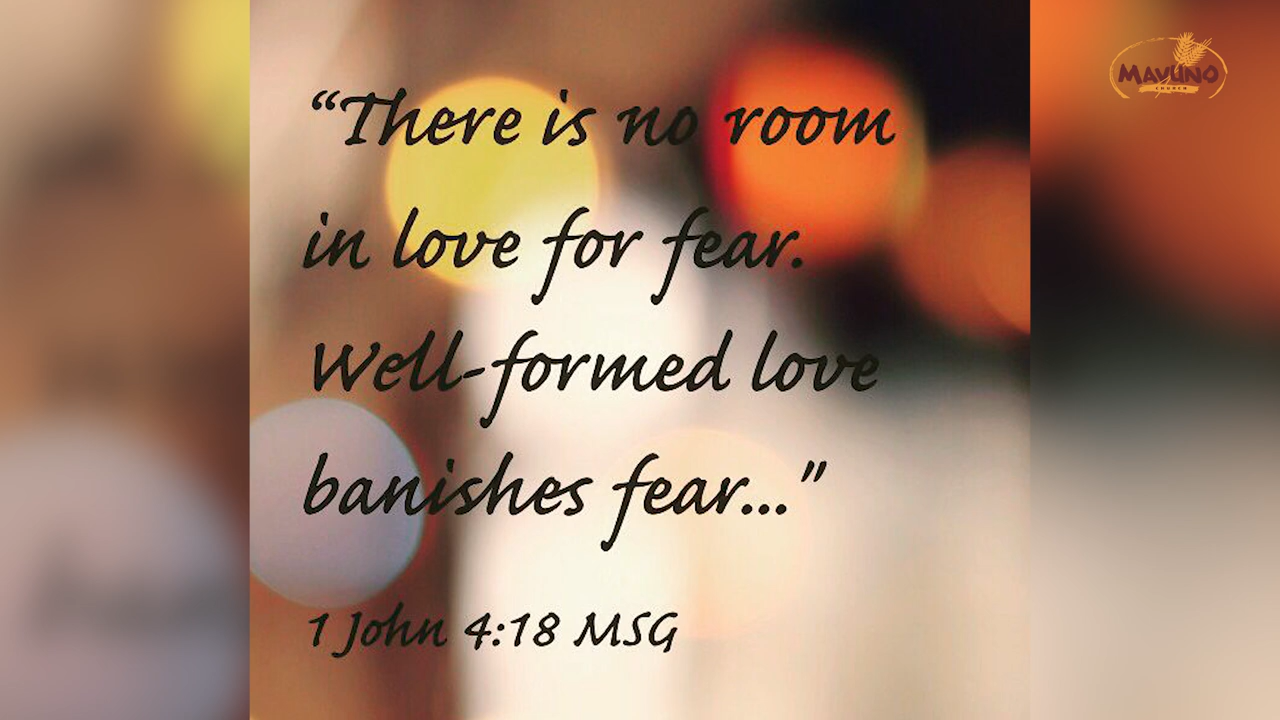 MAVUNO
CHURCH
“There is no room
in love for fear.
Well-formed love
banishes fear...”
1 John 4:18 MSG